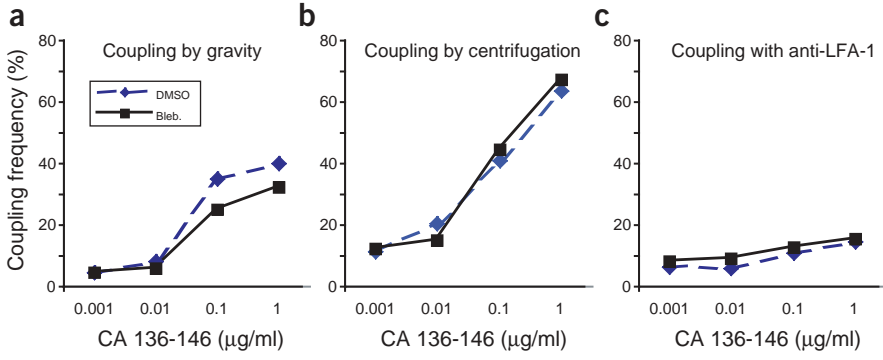 a
Coupling by gravity
80
60
40
20
0
Coupling frequency (%)
DMSO
Bleb.
0.001 0.01 0.1 1
CA 136-146 (μg/ml)
b
Coupling by centrifugation
80
60
40
20
0
0.001 0.01 0.1 1
CA 136-146 (μg/ml)
c
Coupling with anti-LFA-1
80
60
40
20
0
0.001 0.01 0.1 1
CA 136-146 (μg/ml)